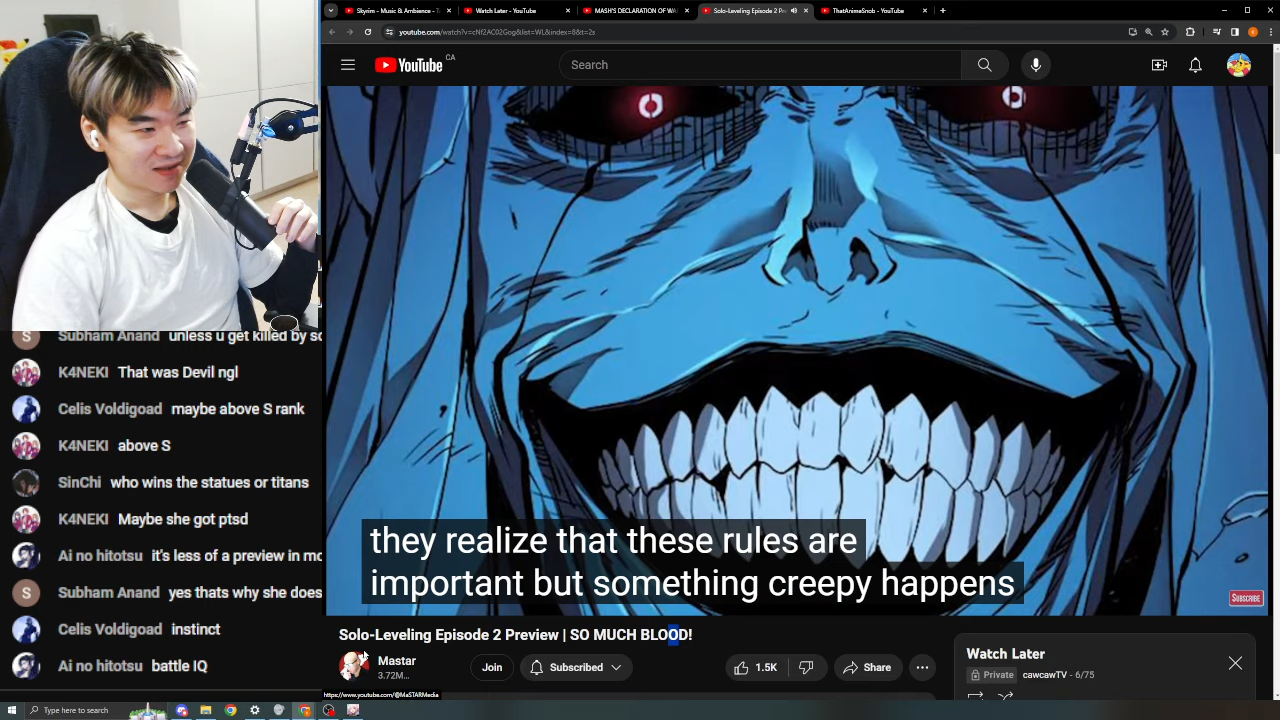 Skyrim - Music & Ambience - T
Watch Later - YouTube
MASH'S DECLARATION OF WA
Solo-Leveling Episode 2 Pre
ThatAnimeSnob - YouTube
youtube.com/watch?v=cNf2AC02Gog&list=WL&index=8&t=2s
YouTube CA
Search
Subham Anand unless u get killed by so
K4NEKI That was Devil ngl
Celis Voldigoad maybe above S rank
K4NEKI above S
SinChi who wins the statues or titans
K4NEKI Maybe she got ptsd
Ai no hitotsu it's less of a preview in mo
Subham Anand yes thats why she does
Celis Voldigoad instinct
Ai no hitotsu battle IQ
they realize that these rules are
important but something creepy happens
SUBSCRIBE
Solo-Leveling Episode 2 Preview | SO MUCH BLOOD!
Mastar
3.72M...
Join
Subscribed
1.5K
Share
Watch Later
Private cawcawTV - 6/75
https://www.youtube.com/@MaSTARMedia
Type here to search